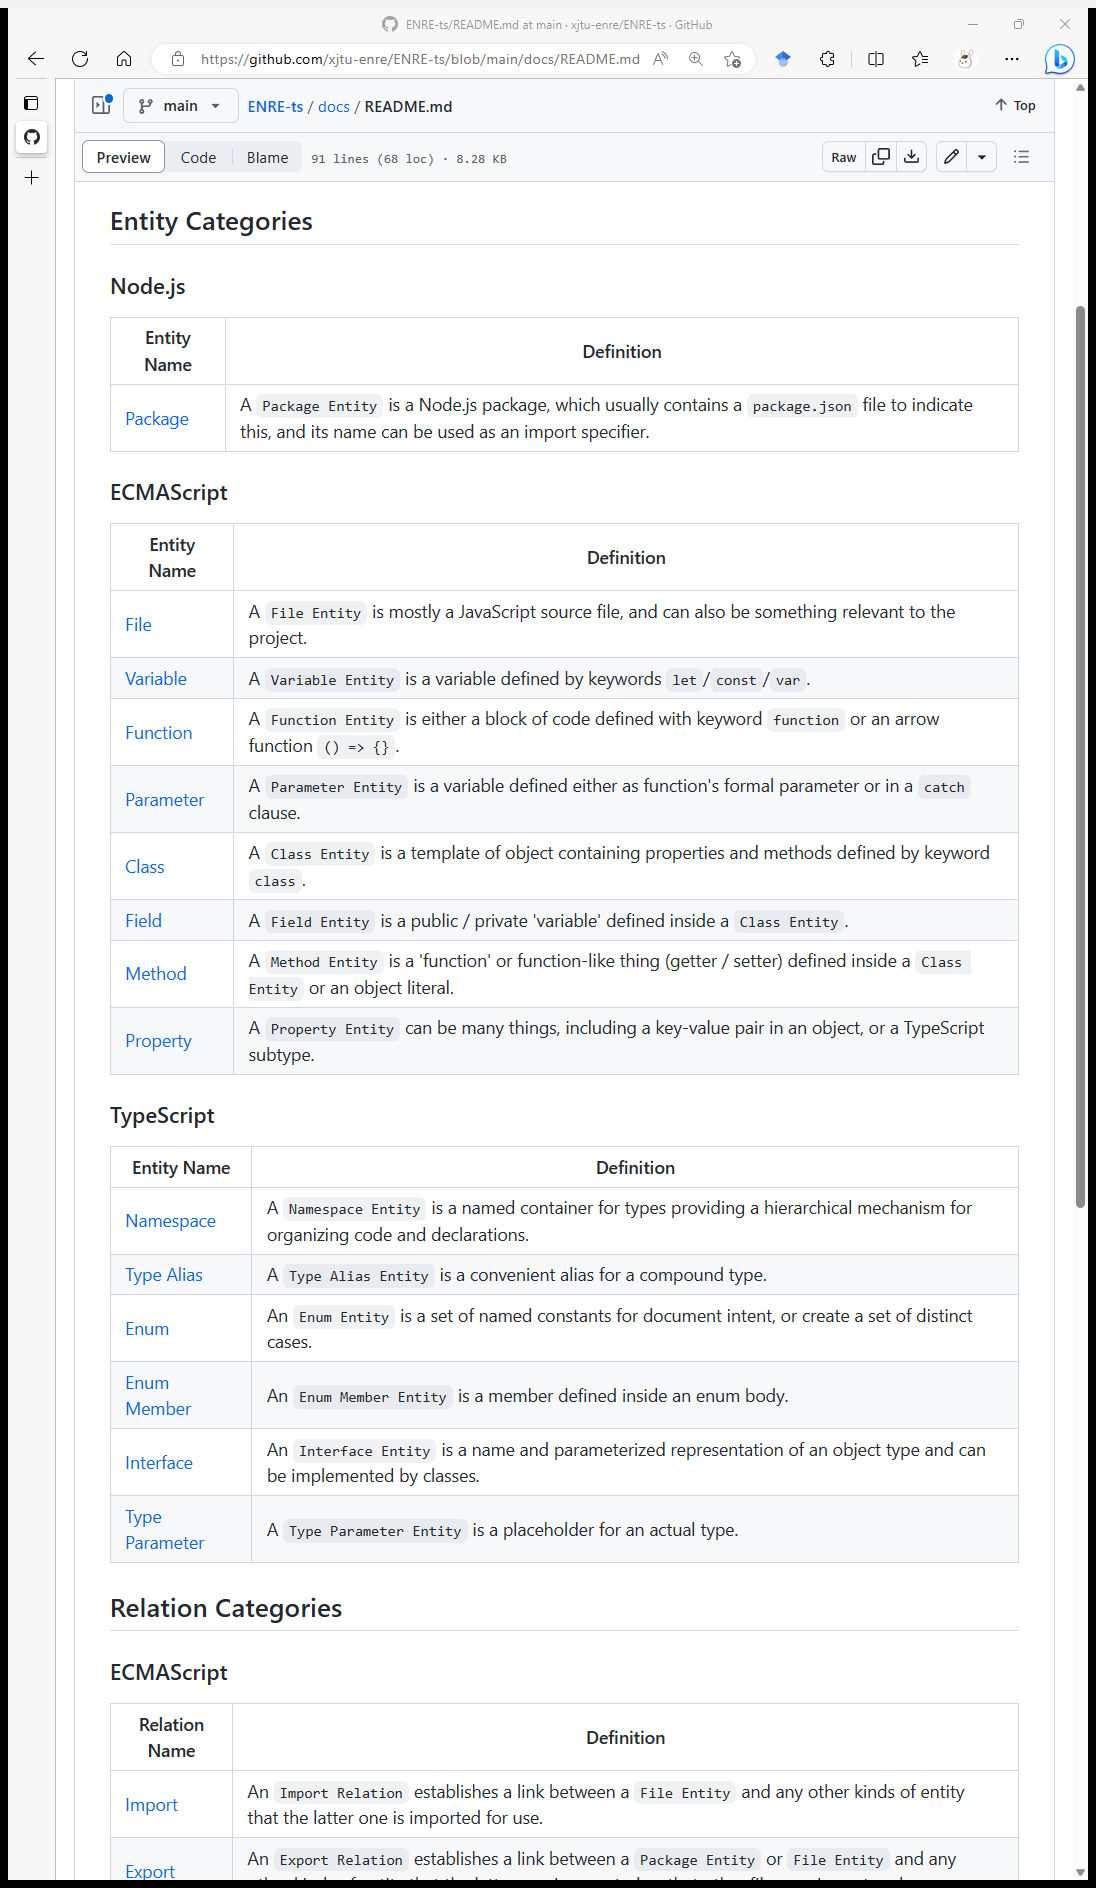 ENRE-ts/README.md at main · xjtu-enre/ENRE-ts · GitHub
https://github.com/xjtu-enre/ENRE-ts/blob/main/docs/README.md
main
ENRE-ts / docs / README.md
Top
Preview Code Blame 91 lines (68 loc) · 8.28 KB
Raw
Entity Categories
Node.js
Entity
Name
Definition
Package
A Package Entity is a Node.js package, which usually contains a package.json file to indicate
this, and its name can be used as an import specifier.
ECMAScript
Entity
Name
Definition
File
A File Entity is mostly a JavaScript source file, and can also be something relevant to the
project.
Variable
A Variable Entity is a variable defined by keywords let / const / var .
Function
A Function Entity is either a block of code defined with keyword function or an arrow
function () => {} .
Parameter
A Parameter Entity is a variable defined either as function's formal parameter or in a catch
clause.
Class
A Class Entity is a template of object containing properties and methods defined by keyword
class .
Field
A Field Entity is a public / private 'variable' defined inside a Class Entity .
Method
A Method Entity is a 'function' or function-like thing (getter / setter) defined inside a Class
Entity or an object literal.
Property
A Property Entity can be many things, including a key-value pair in an object, or a TypeScript
subtype.
TypeScript
Entity Name
Definition
Namespace
A Namespace Entity is a named container for types providing a hierarchical mechanism for
organizing code and declarations.
Type Alias
A Type Alias Entity is a convenient alias for a compound type.
Enum
An Enum Entity is a set of named constants for document intent, or create a set of distinct
cases.
Enum
Member
An Enum Member Entity is a member defined inside an enum body.
Interface
An Interface Entity is a name and parameterized representation of an object type and can
be implemented by classes.
Type
Parameter
A Type Parameter Entity is a placeholder for an actual type.
Relation Categories
ECMAScript
Relation
Name
Definition
Import
An Import Relation establishes a link between a File Entity and any other kinds of entity
that the latter one is imported for use.
Export
An Export Relation establishes a link between a Package Entity or File Entity and any